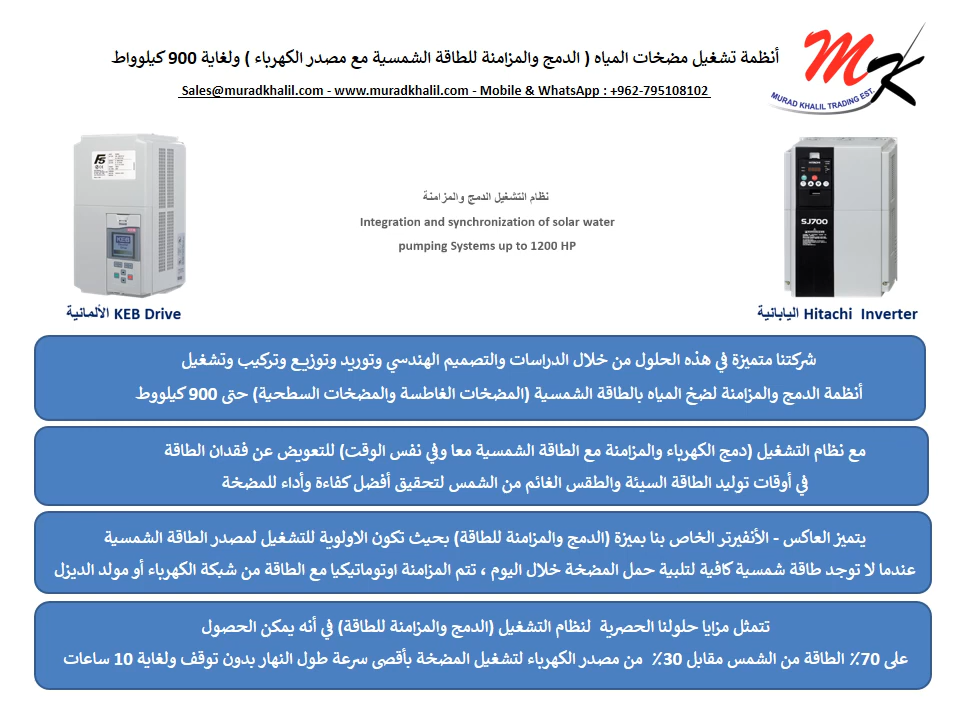 أنظمة تشغيل مضخات المياه ( الدمج والمزامنة للطاقة الشمسية مع مصدر الكهرباء ) ولغاية 900 كيلوواط
Sales@muradkhalil.com - www.muradkhalil.com - Mobile & WhatsApp : +962-795108102
MK
MURAD KHALIL TRADING EST.
F5
KEB
HITACHI
SJ700
نظام التشغيل الدمج والمزامنة
Integration and synchronization of solar water
pumping Systems up to 1200 HP
KEB Drive الألمانية
Hitachi Inverter اليابانية
شركتنا متميزة في هذه الحلول من خلال الدراسات والتصميم الهندسي وتوريد وتوزيع وتركيب وتشغيل
أنظمة الدمج والمزامنة لضخ المياه بالطاقة الشمسية (المضخات الغاطسة والمضخات السطحية) حتى 900 كيلووط
مع نظام التشغيل (دمج الكهرباء والمزامنة مع الطاقة الشمسية معا وفي نفس الوقت) للتعويض عن فقدان الطاقة
في أوقات توليد الطاقة السيئة والطقس الغائم من الشمس لتحقيق أفضل كفاءة وأداء للمضخة
يتميز العاكس - الأنفيرتر الخاص بنا بميزة (الدمج والمزامنة للطاقة) بحيث تكون الاولوية للتشغيل لمصدر الطاقة الشمسية
عندما لا توجد طاقة شمسية كافية لتلبية حمل المضخة خلال اليوم ، تتم المزامنة اوتوماتيكيا مع الطاقة من شبكة الكهرباء أو مولد الديزل
تتمثل مزايا حلولنا الحصرية لنظام التشغيل (الدمج والمزامنة للطاقة) في أنه يمكن الحصول
على 70٪ الطاقة من الشمس مقابل 30٪ من مصدر الكهرباء لتشغيل المضخة بأقصى سرعة طول النهار بدون توقف ولغاية 10 ساعات